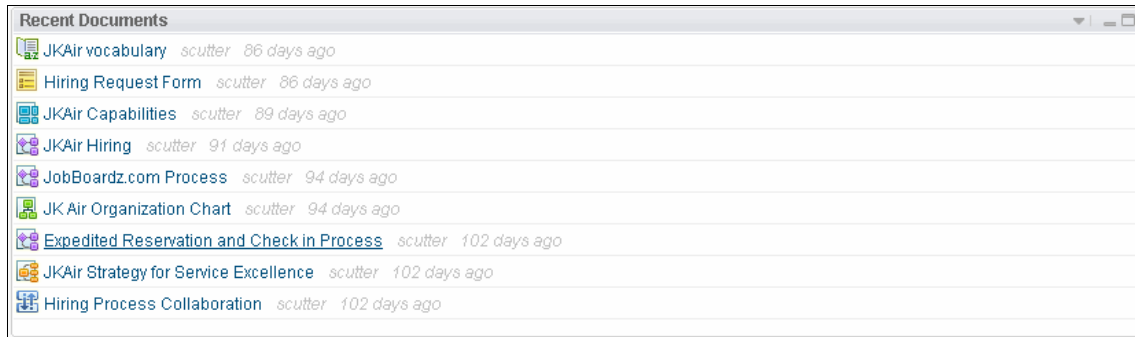 Recent Documents
JKAir vocabulary scutter 86 days ago
Hiring Request Form scutter 86 days ago
JKAir Capabilities scutter 89 days ago
JKAir Hiring scutter 91 days ago
JobBoardz.com Process scutter 94 days ago
JK Air Organization Chart scutter 94 days ago
Expedited Reservation and Check in Process scutter 102 days ago
JKAir Strategy for Service Excellence scutter 102 days ago
Hiring Process Collaboration scutter 102 days ago